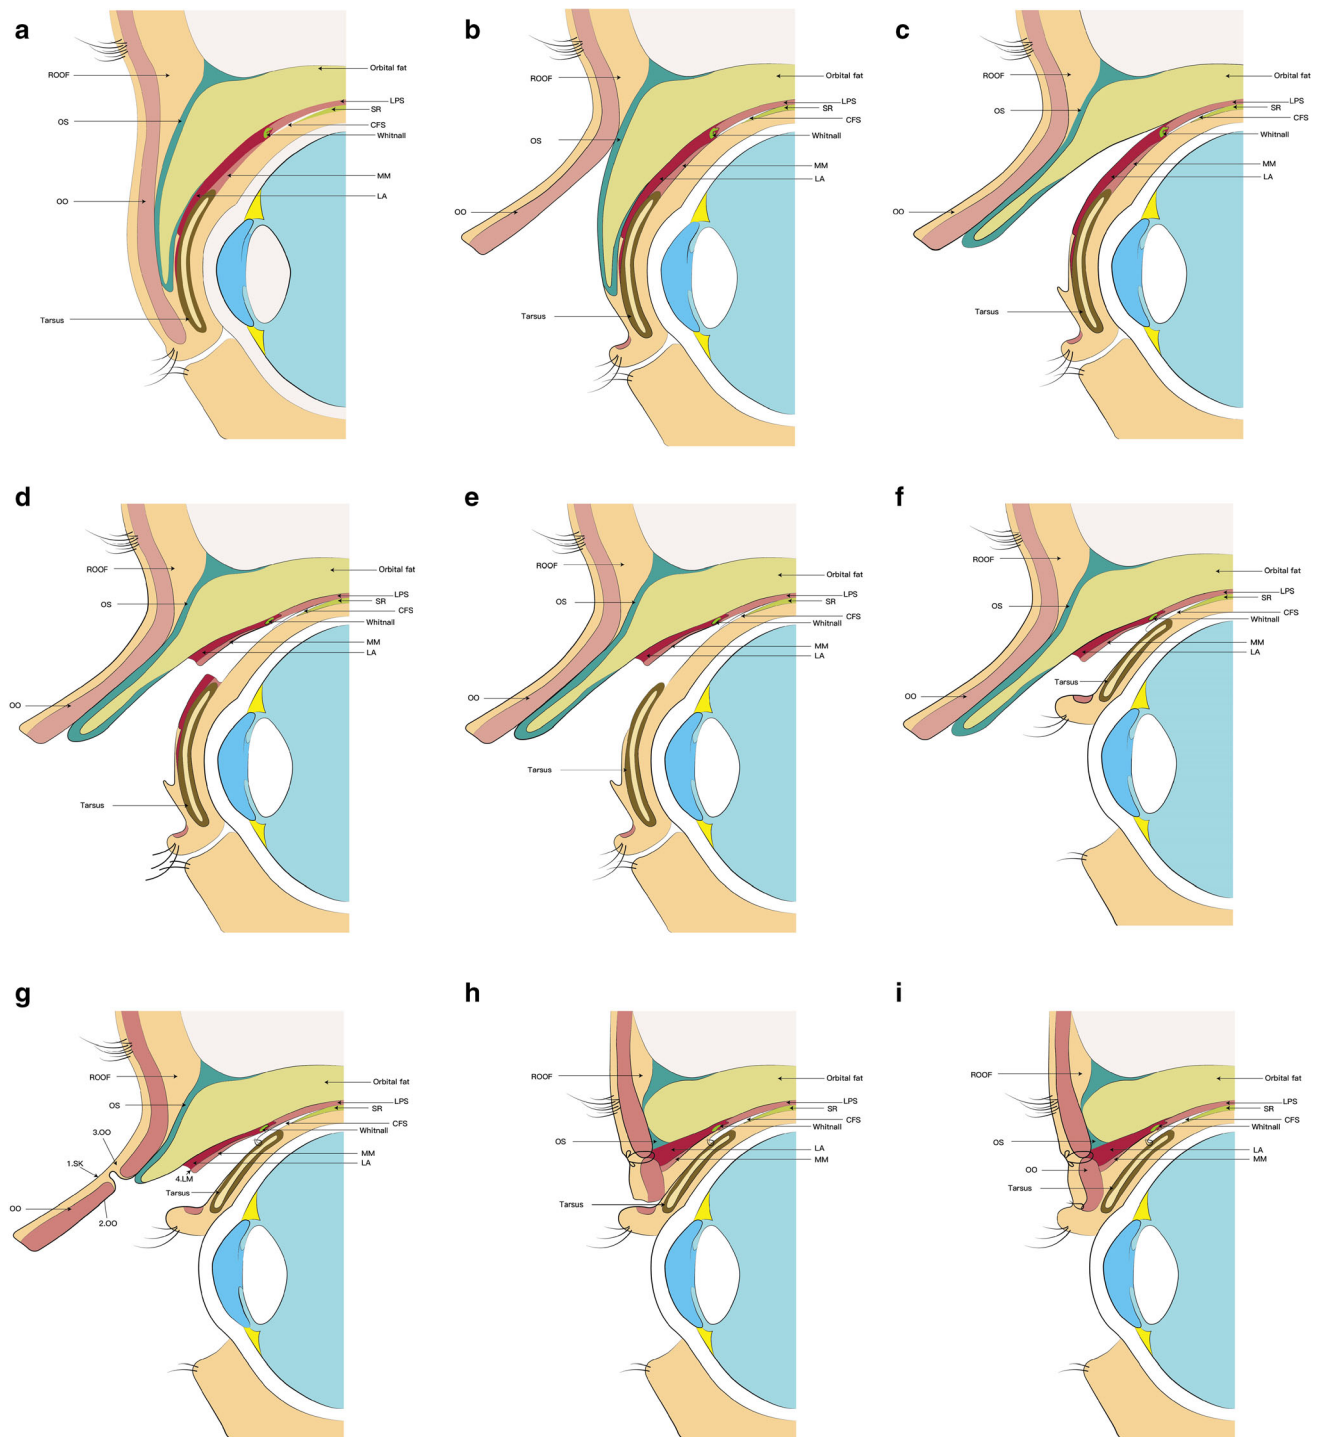 a
ROOF
Orbital fat
LPS
SR
OS
CFS
Whitnall
MM
LA
OO
Tarsus
b
ROOF
Orbital fat
LPS
SR
CFS
OS
Whitnall
MM
LA
OO
Tarsus
c
ROOF
Orbital fat
LPS
SR
OS
CFS
Whitnall
MM
LA
OO
Tarsus
d
ROOF
Orbital fat
LPS
SR
OS
CFS
Whitnall
MM
LA
OO
Tarsus
e
ROOF
Orbital fat
LPS
SR
OS
CFS
Whitnall
MM
LA
OO
Tarsus
f
ROOF
Orbital fat
LPS
SR
OS
CFS
Whitnall
MM
LA
Tarsus
OO
g
ROOF
Orbital fat
LPS
OS
SR
CFS
Whitnall
3.OO
MM
1.SK
LA
4.LM
Tarsus
OO
2.OO
h
ROOF
Orbital fat
LPS
SR
CFS
Whitnall
OS
LA
MM
Tarsus
i
ROOF
Orbital fat
LPS
SR
CFS
Whitnall
OS
LA
MM
OO
Tarsus